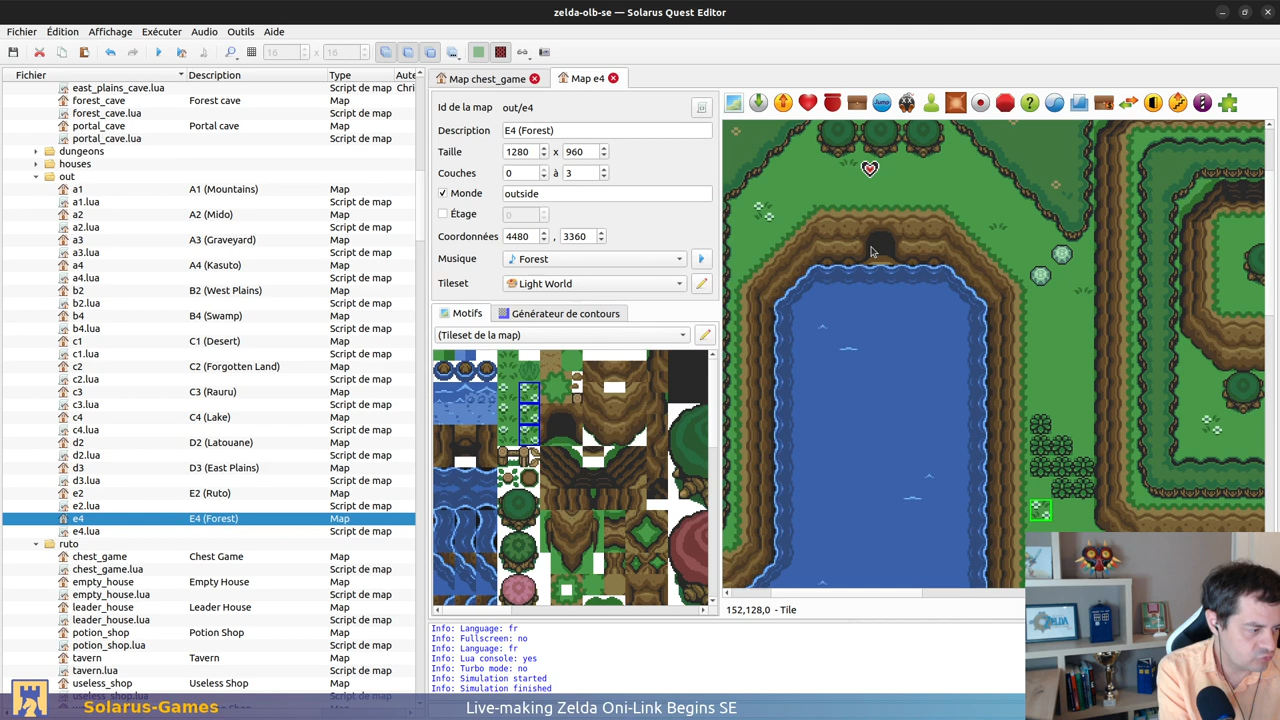 zelda-olb-se — Solarus Quest Editor
Fichier Édition Affichage Exécuter Audio Outils Aide
16 x 16
Fichier Description Type Aute
east_plains_cave.lua Script de map Chri
forest_cave Forest cave Map
forest_cave.lua Script de map
portal_cave Portal cave Map
portal_cave.lua Script de map
dungeons
houses
out
a1 A1 (Mountains) Map
a1.lua Script de map
a2 A2 (Mido) Map
a2.lua Script de map
a3 A3 (Graveyard) Map
a3.lua Script de map
a4 A4 (Kasuto) Map
a4.lua Script de map
b2 B2 (West Plains) Map
b2.lua Script de map
b4 B4 (Swamp) Map
b4.lua Script de map
c1 C1 (Desert) Map
c1.lua Script de map
c2 C2 (Forgotten Land) Map
c2.lua Script de map
c3 C3 (Rauru) Map
c3.lua Script de map
c4 C4 (Lake) Map
c4.lua Script de map
d2 D2 (Latouane) Map
d2.lua Script de map
d3 D3 (East Plains) Map
d3.lua Script de map
e2 E2 (Ruto) Map
e2.lua Script de map
e4 E4 (Forest) Map
e4.lua Script de map
ruto
chest_game Chest Game Map
chest_game.lua Script de map
empty_house Empty House Map
empty_house.lua Script de map
leader_house Leader House Map
leader_house.lua Script de map
potion_shop Potion Shop Map
potion_shop.lua Script de map
tavern Tavern Map
tavern.lua Script de map
useless_shop Useless Shop Map
useless_shop.lua Script de map
Map chest_game Map e4
Id de la map out/e4
Description E4 (Forest)
Taille 1280 x 960
Couches 0 à 3
Monde outside
Étage 0
Coordonnées 4480 , 3360
Musique Forest
Tileset Light World
Motifs Générateur de contours
(Tileset de la map)
Jump
152,128,0 - Tile
Info: Language: fr
Info: Fullscreen: no
Info: Language: fr
Info: Lua console: yes
Info: Turbo mode: no
Info: Simulation started
Info: Simulation finished
Solarus-Games Live-making Zelda Oni-Link Begins SE